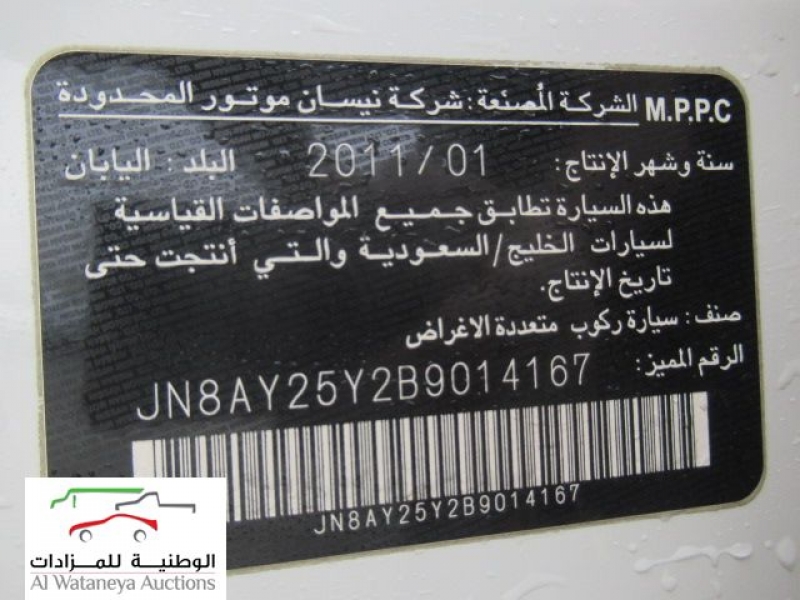 M.P.P.C الشركة المُصنعة: شركة نيسان موتور المحدودة
سنة وشهر الإنتاج: 2011/01 البلد: اليابان
هذه السيارة تطابق جميع المواصفات القياسية
لسيارات الخليج/السعودية والتي أنتجت حتى
تاريخ الإنتاج.
صنف: سيارة ركوب متعددة الاغراض
الرقم المميز:
JN8AY25Y2B9014167
JN8AY25Y2B9014167
الوطنية للمزادات
Al Wataneya Auctions